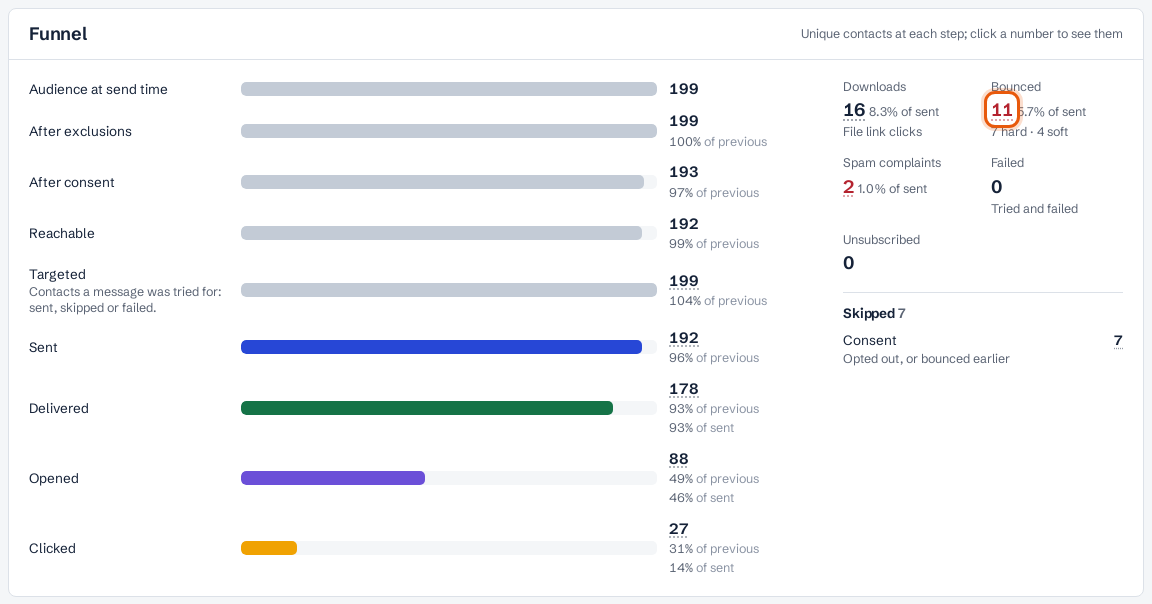 Funnel
Unique contacts at each step; click a number to see them
Audience at send time
199
After exclusions
199
100% of previous
After consent
193
97% of previous
Reachable
192
99% of previous
Targeted
Contacts a message was tried for:
sent, skipped or failed.
199
104% of previous
Sent
192
96% of previous
Delivered
178
93% of previous
93% of sent
Opened
88
49% of previous
46% of sent
Clicked
27
31% of previous
14% of sent
Downloads
16 8.3% of sent
File link clicks
Bounced
11 5.7% of sent
7 hard · 4 soft
Spam complaints
2 1.0% of sent
Failed
0
Tried and failed
Unsubscribed
0
Skipped 7
Consent 7
Opted out, or bounced earlier